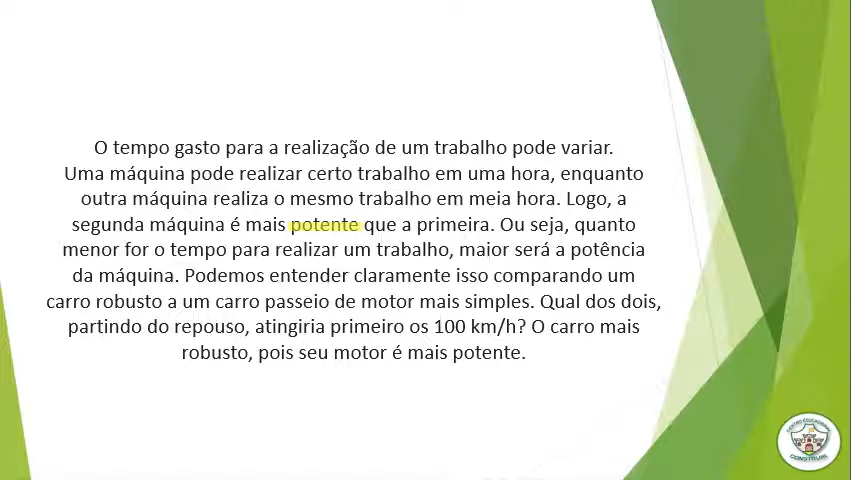 O tempo gasto para a realização de um trabalho pode variar.
Uma máquina pode realizar certo trabalho em uma hora, enquanto
outra máquina realiza o mesmo trabalho em meia hora. Logo, a
segunda máquina é mais potente que a primeira. Ou seja, quanto
menor for o tempo para realizar um trabalho, maior será a potência
da máquina. Podemos entender claramente isso comparando um
carro robusto a um carro passeio de motor mais simples. Qual dos dois,
partindo do repouso, atingiria primeiro os 100 km/h? O carro mais
robusto, pois seu motor é mais potente.
CENTRO EDUCACIONAL
CONSTRUIR